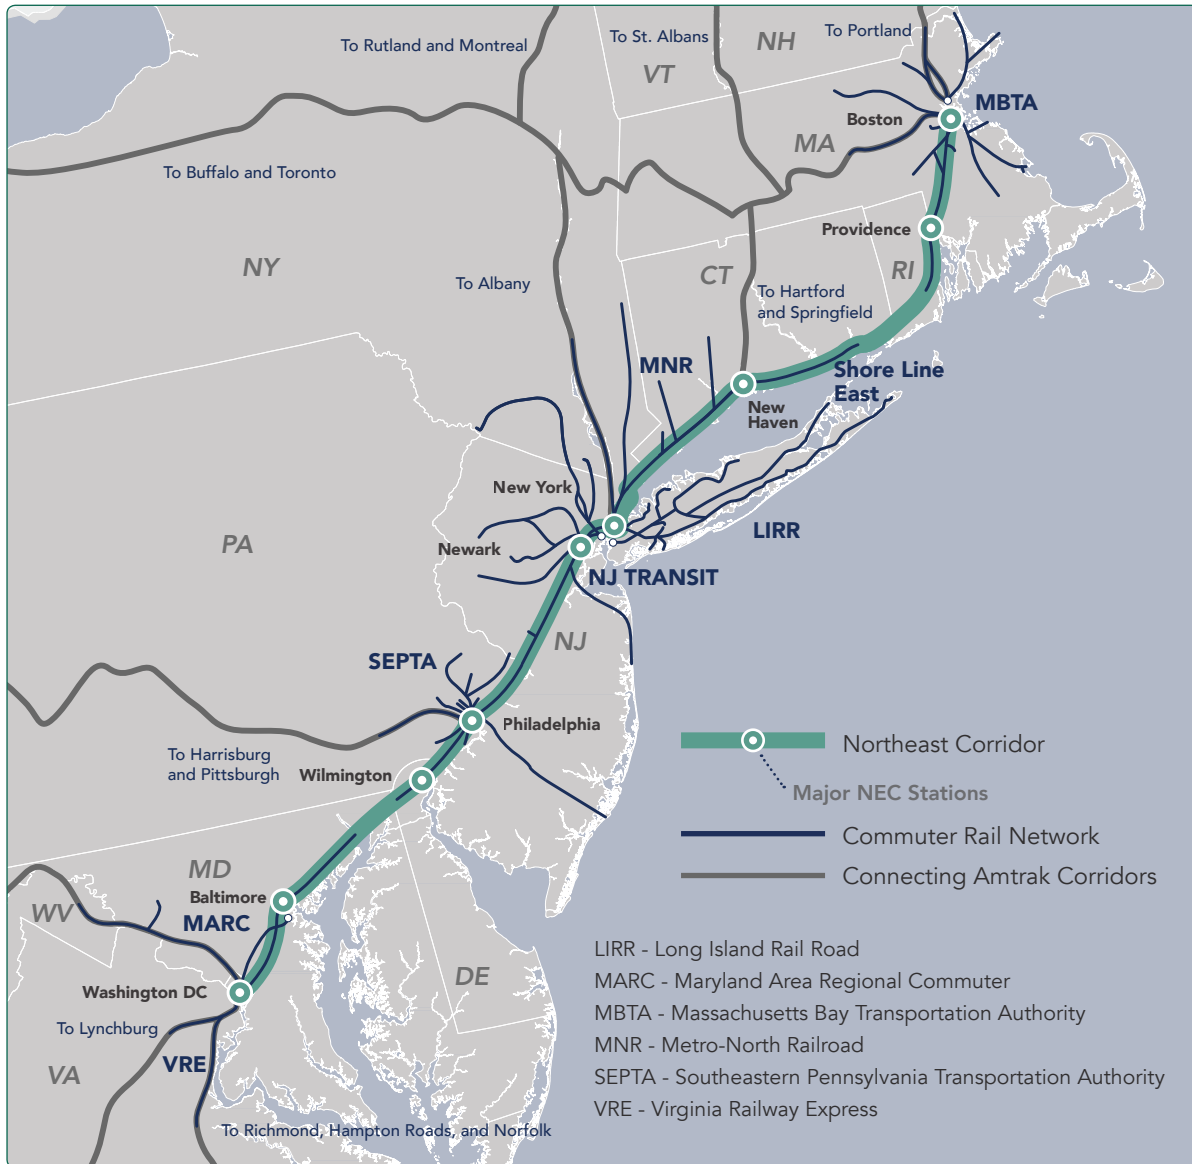 To Rutland and Montreal
To St. Albans
NH
To Portland
VT
MBTA
Boston
MA
To Buffalo and Toronto
Providence
NY
CT
RI
To Albany
To Hartford
and Springfield
MNR
Shore Line
East
New
Haven
New York
LIRR
PA
Newark
NJ TRANSIT
NJ
SEPTA
Philadelphia
Northeast Corridor
To Harrisburg
and Pittsburgh
Wilmington
Major NEC Stations
Commuter Rail Network
MD
Connecting Amtrak Corridors
Baltimore
WV
MARC
LIRR - Long Island Rail Road
DE
MARC - Maryland Area Regional Commuter
Washington DC
MBTA - Massachusetts Bay Transportation Authority
To Lynchburg
MNR - Metro-North Railroad
VRE
VA
SEPTA - Southeastern Pennsylvania Transportation Authority
VRE - Virginia Railway Express
To Richmond, Hampton Roads, and Norfolk